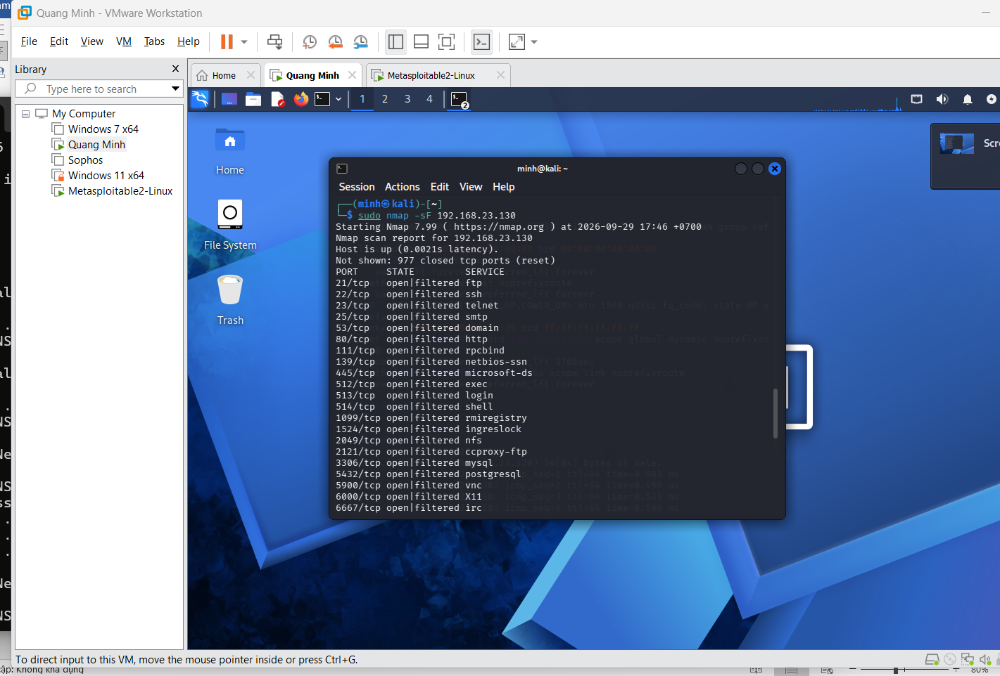 Quang Minh - VMware Workstation
File Edit View VM Tabs Help
Library
Type here to search
My Computer
Windows 7 x64
Quang Minh
Sophos
Windows 11 x64
Metasploitable2-Linux
Home
Quang Minh
Metasploitable2-Linux
1 2 3 4
2
Home
File System
Trash
Scre
minh@kali: ~
Session Actions Edit View Help
┌──(minh㉿kali)-[~]
└─$ sudo nmap -sF 192.168.23.130
Starting Nmap 7.99 ( https://nmap.org ) at 2026-09-29 17:46 +0700
Nmap scan report for 192.168.23.130
Host is up (0.0021s latency).
Not shown: 977 closed tcp ports (reset)
PORT STATE SERVICE
21/tcp open|filtered ftp
22/tcp open|filtered ssh
23/tcp open|filtered telnet
25/tcp open|filtered smtp
53/tcp open|filtered domain
80/tcp open|filtered http
111/tcp open|filtered rpcbind
139/tcp open|filtered netbios-ssn
445/tcp open|filtered microsoft-ds
512/tcp open|filtered exec
513/tcp open|filtered login
514/tcp open|filtered shell
1099/tcp open|filtered rmiregistry
1524/tcp open|filtered ingreslock
2049/tcp open|filtered nfs
2121/tcp open|filtered ccproxy-ftp
3306/tcp open|filtered mysql
5432/tcp open|filtered postgresql
5900/tcp open|filtered vnc
6000/tcp open|filtered X11
6667/tcp open|filtered irc
To direct input to this VM, move the mouse pointer inside or press Ctrl+G.
cập: Không khả dụng
80%